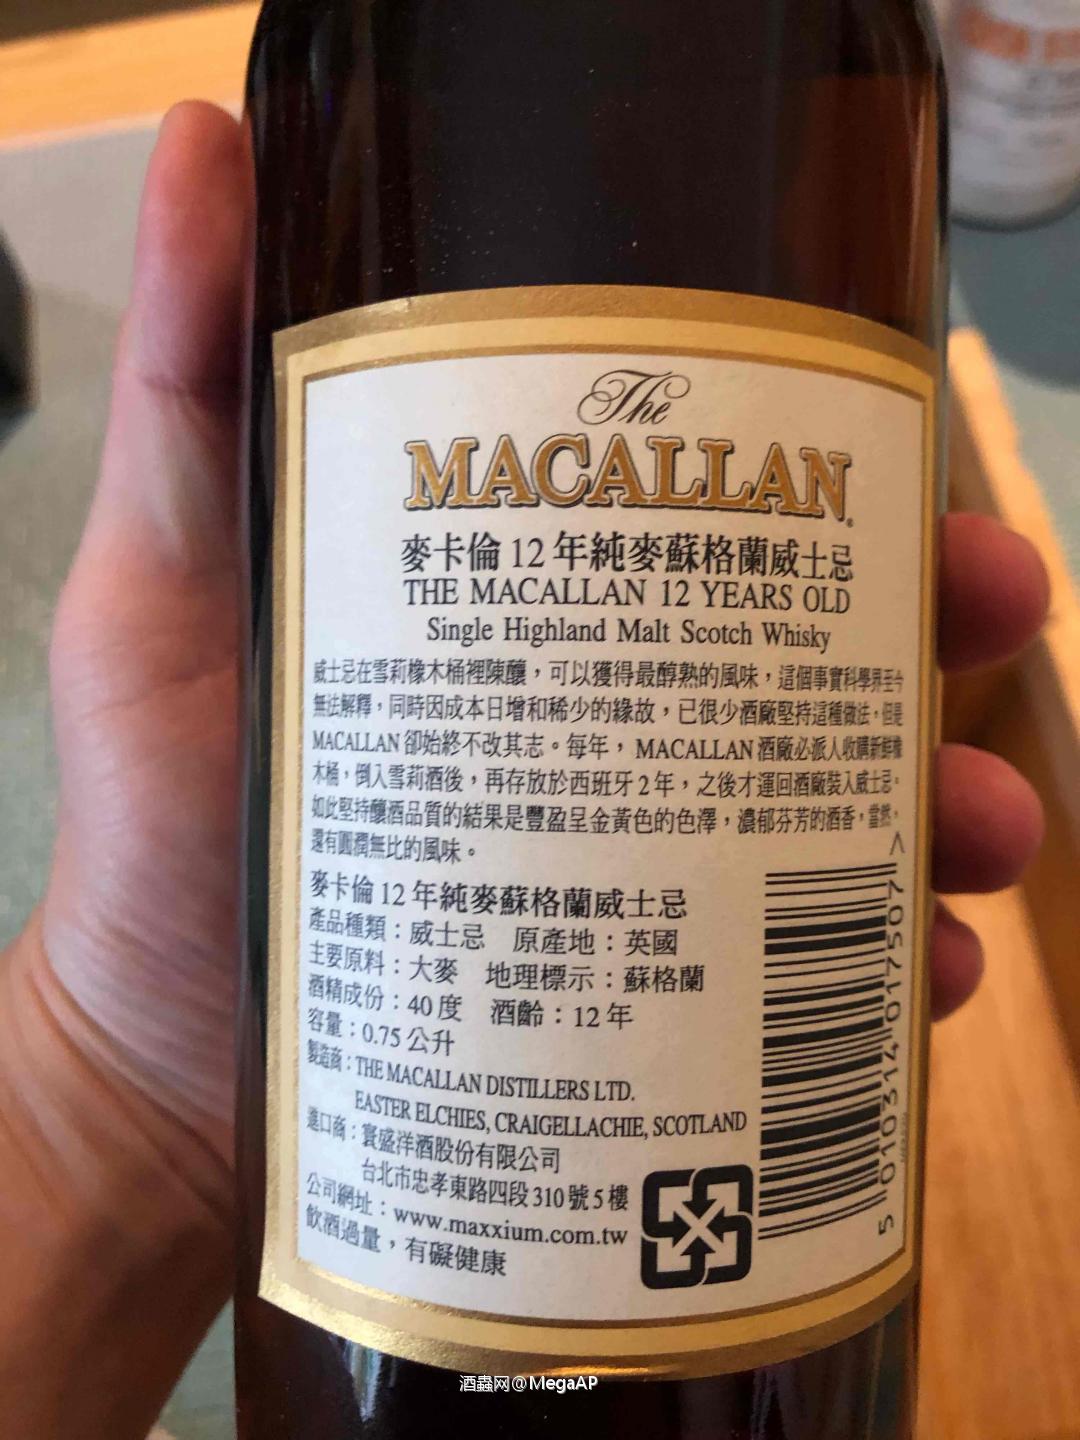 The
MACALLAN
麥卡倫 12 年純麥蘇格蘭威士忌
THE MACALLAN 12 YEARS OLD
Single Highland Malt Scotch Whisky
威士忌在雪莉橡木桶裡陳釀，可以獲得最醇熟的風味，這個事實科學界至今
無法解釋，同時因成本日增和稀少的緣故，已很少酒廠堅持這種做法，但是
MACALLAN 卻始終不改其志。每年， MACALLAN 酒廠必派人收購新鮮橡
木桶，倒入雪莉酒後，再存放於西班牙 2 年，之後才運回酒廠裝入威士忌。
如此堅持釀酒品質的結果是豐盈呈金黃色的色澤，濃郁芬芳的酒香，當然，
還有圓潤無比的風味。
麥卡倫 12 年純麥蘇格蘭威士忌
產品種類：威士忌 原產地：英國
主要原料：大麥 地理標示：蘇格蘭
酒精成份：40 度 酒齡：12 年
容量：0.75 公升
製造商：THE MACALLAN DISTILLERS LTD.
EASTER ELCHIES, CRAIGELLACHIE, SCOTLAND
進口商：寰盛洋酒股份有限公司
台北市忠孝東路四段 310 號 5 樓
公司網址：www.maxxium.com.tw
飲酒過量，有礙健康
5 010314 017507 >
酒蟲网@MegaAP